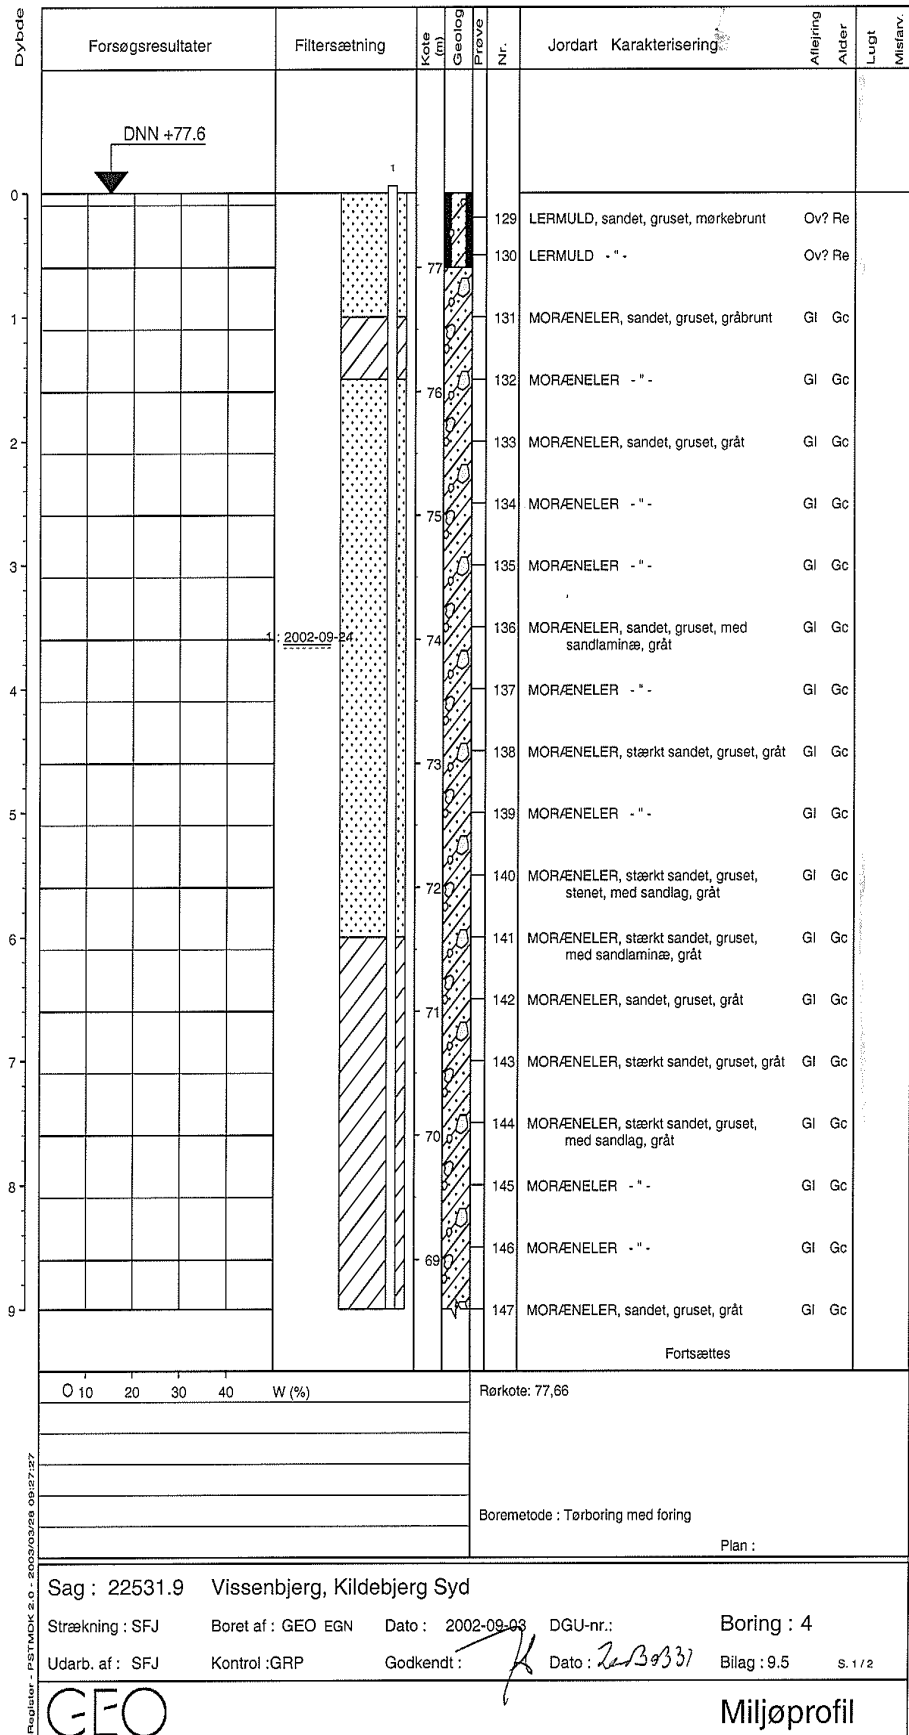 Dybde
Forsøgsresultater
Filtersætning
Kote (m)
Geologi
Prøve
Nr.
Jordart Karakterisering
Aflejring
Alder
Lugt
Misfarv.
DNN +77.6
1
0
129 LERMULD, sandet, gruset, mørkebrunt Ov? Re
130 LERMULD - " - Ov? Re
77
1
131 MORÆNELER, sandet, gruset, gråbrunt Gl Gc
132 MORÆNELER - " - Gl Gc
76
2
133 MORÆNELER, sandet, gruset, gråt Gl Gc
134 MORÆNELER - " - Gl Gc
75
3
135 MORÆNELER - " - Gl Gc
136 MORÆNELER, sandet, gruset, med Gl Gc
sandlaminæ, gråt
1 : 2002-09-24
74
4
137 MORÆNELER - " - Gl Gc
138 MORÆNELER, stærkt sandet, gruset, gråt Gl Gc
73
5
139 MORÆNELER - " - Gl Gc
140 MORÆNELER, stærkt sandet, gruset, Gl Gc
stenet, med sandlag, gråt
72
6
141 MORÆNELER, stærkt sandet, gruset, Gl Gc
med sandlaminæ, gråt
142 MORÆNELER, sandet, gruset, gråt Gl Gc
71
7
143 MORÆNELER, stærkt sandet, gruset, gråt Gl Gc
144 MORÆNELER, stærkt sandet, gruset, Gl Gc
med sandlag, gråt
70
8
145 MORÆNELER - " - Gl Gc
146 MORÆNELER - " - Gl Gc
69
9
147 MORÆNELER, sandet, gruset, gråt Gl Gc
Fortsættes
O 10 20 30 40 W (%)
Rørkote: 77,66
Boremetode : Tørboring med foring
Plan :
Register - PSTMDK 2.0 - 2003/03/28 09:27:27
Sag : 22531.9 Vissenbjerg, Kildebjerg Syd
Strækning : SFJ Boret af : GEO EGN Dato : 2002-09-03 DGU-nr.: Boring : 4
Udarb. af : SFJ Kontrol :GRP Godkendt : Dato : Bilag : 9.5 S. 1 / 2
GEO
Miljøprofil